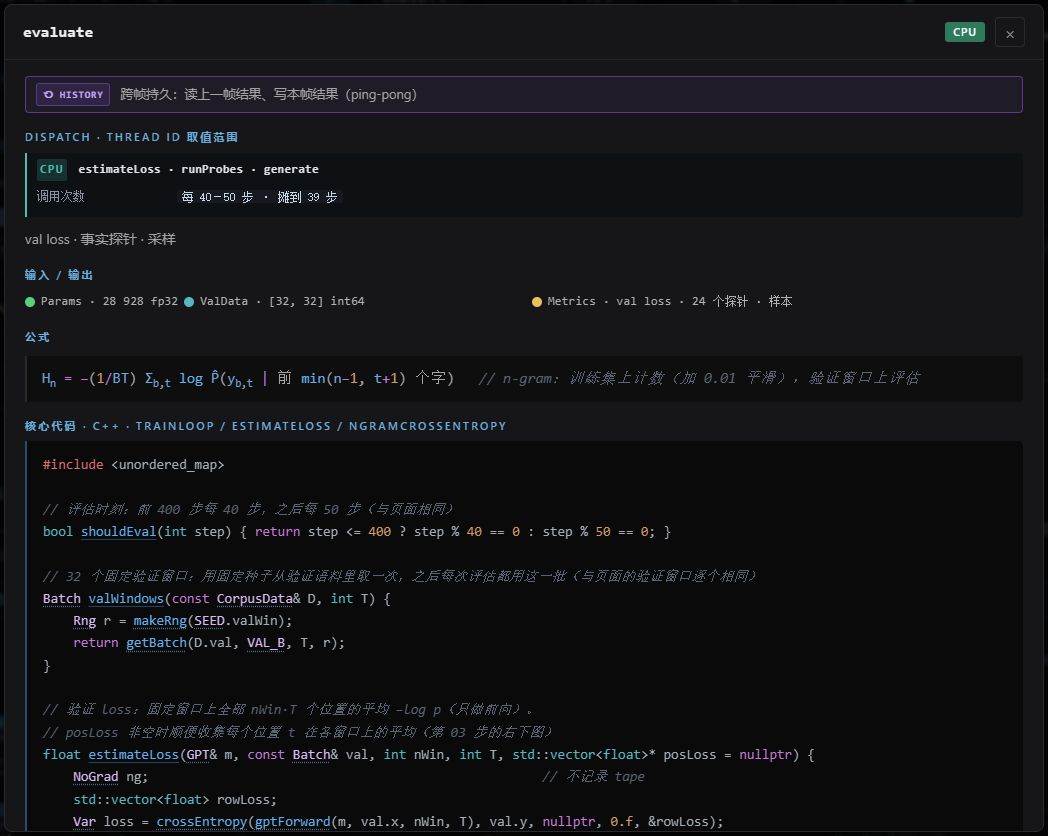 evaluate
CPU ×
HISTORY 跨帧持久：读上一帧结果、写本帧结果（ping-pong）
DISPATCH · THREAD ID 取值范围
CPU estimateLoss · runProbes · generate
调用次数 每 40–50 步 · 摊到 39 步
val loss · 事实探针 · 采样
输入 / 输出
Params · 28 928 fp32 ValData · [32, 32] int64 Metrics · val loss · 24 个探针 · 样本
公式
Hn = −(1/BT) Σb,t log P̂(yb,t | 前 min(n−1, t+1) 个字) // n-gram: 训练集上计数（加 0.01 平滑），验证窗口上评估
核心代码 · C++ · TRAINLOOP / ESTIMATELOSS / NGRAMCROSSENTROPY
#include <unordered_map>
// 评估时刻：前 400 步每 40 步，之后每 50 步（与页面相同）
bool shouldEval(int step) { return step <= 400 ? step % 40 == 0 : step % 50 == 0; }
// 32 个固定验证窗口：用固定种子从验证语料里取一次，之后每次评估都用这一批（与页面的验证窗口逐个相同）
Batch valWindows(const CorpusData& D, int T) {
Rng r = makeRng(SEED.valWin);
return getBatch(D.val, VAL_B, T, r);
}
// 验证 loss：固定窗口上全部 nWin·T 个位置的平均 −log p（只做前向）。
// posLoss 非空时顺便收集每个位置 t 在各窗口上的平均（第 03 步的右下图）
float estimateLoss(GPT& m, const Batch& val, int nWin, int T, std::vector<float>* posLoss = nullptr) {
NoGrad ng; // 不记录 tape
std::vector<float> rowLoss;
Var loss = crossEntropy(gptForward(m, val.x, nWin, T), val.y, nullptr, 0.f, &rowLoss);